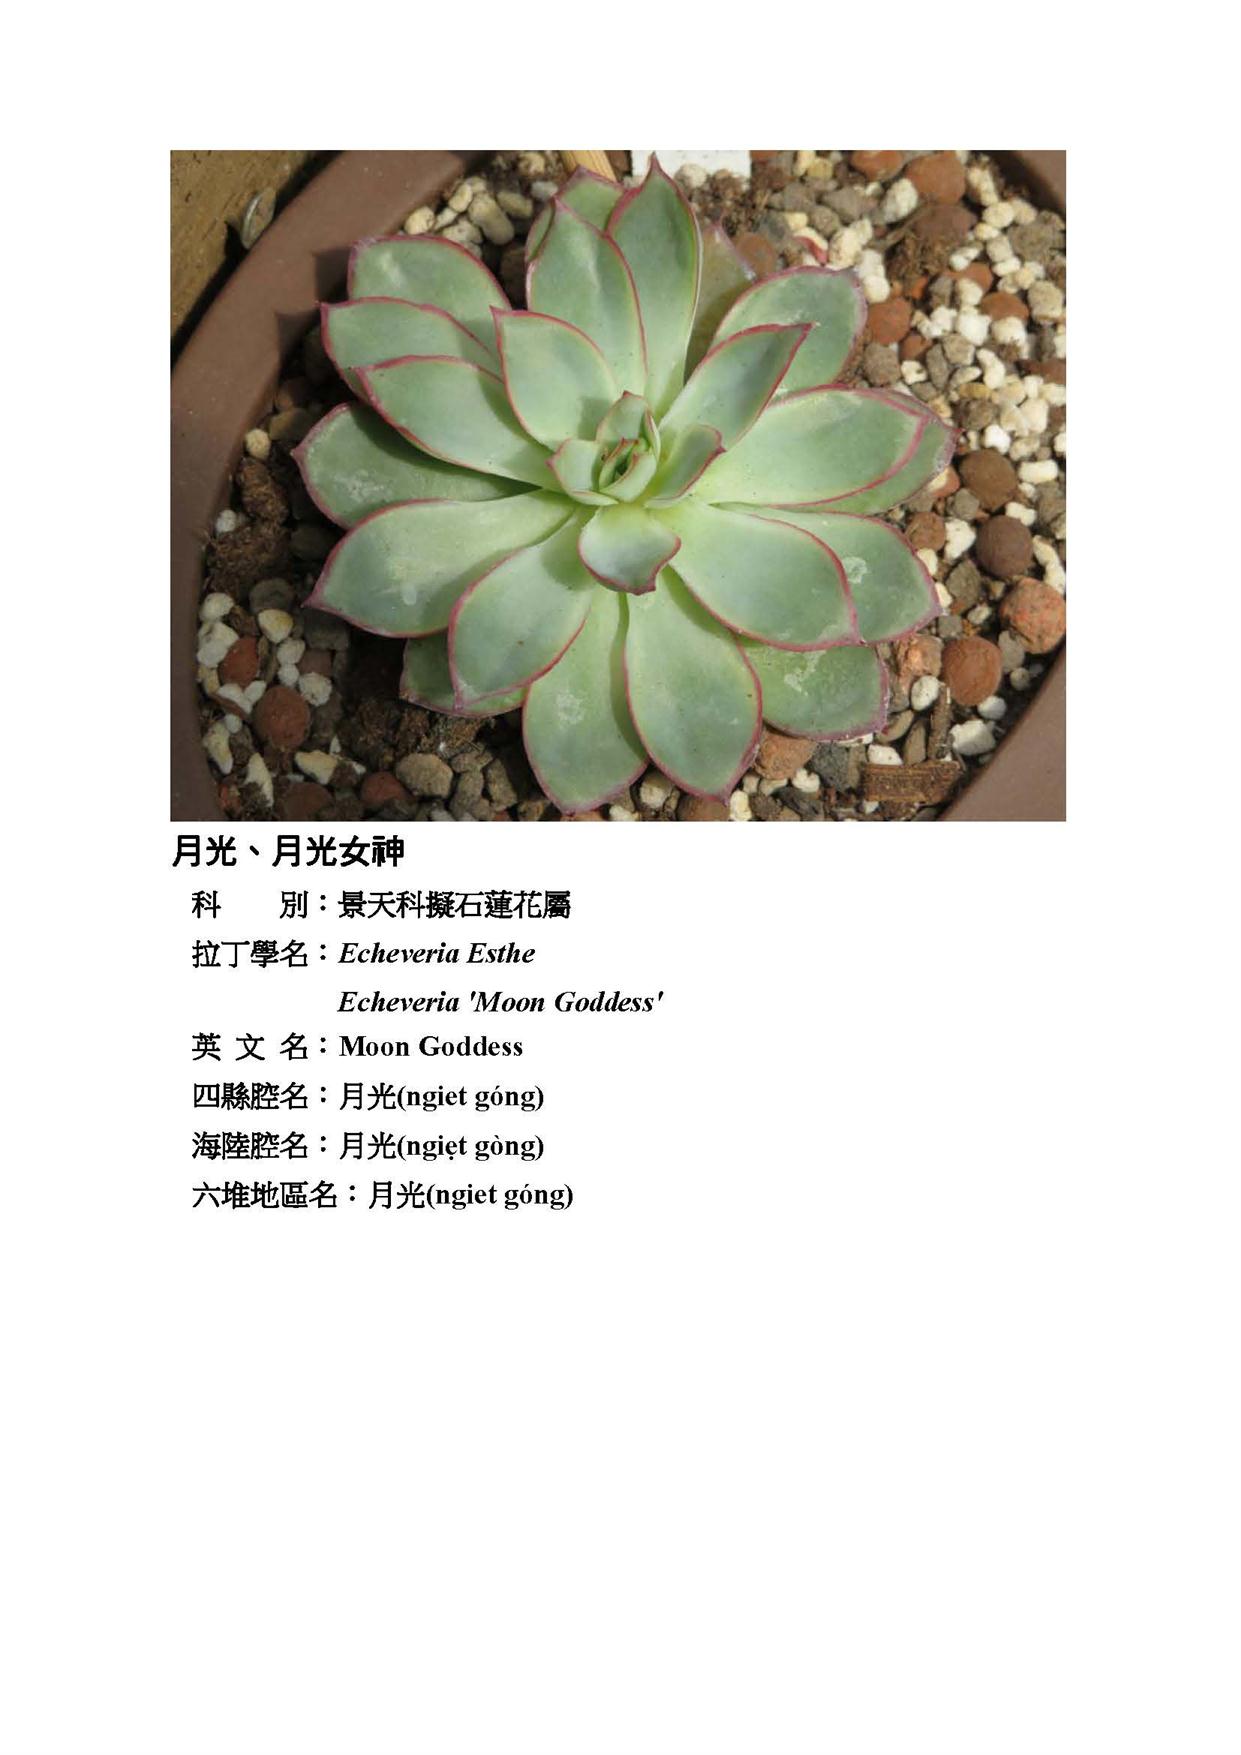 月光、月光女神
科　　別：景天科擬石蓮花屬
拉丁學名：Echeveria Esthe
Echeveria 'Moon Goddess'
英 文 名：Moon Goddess
四縣腔名：月光(ngiet góng)
海陸腔名：月光(ngiẹt gòng)
六堆地區名：月光(ngiet góng)